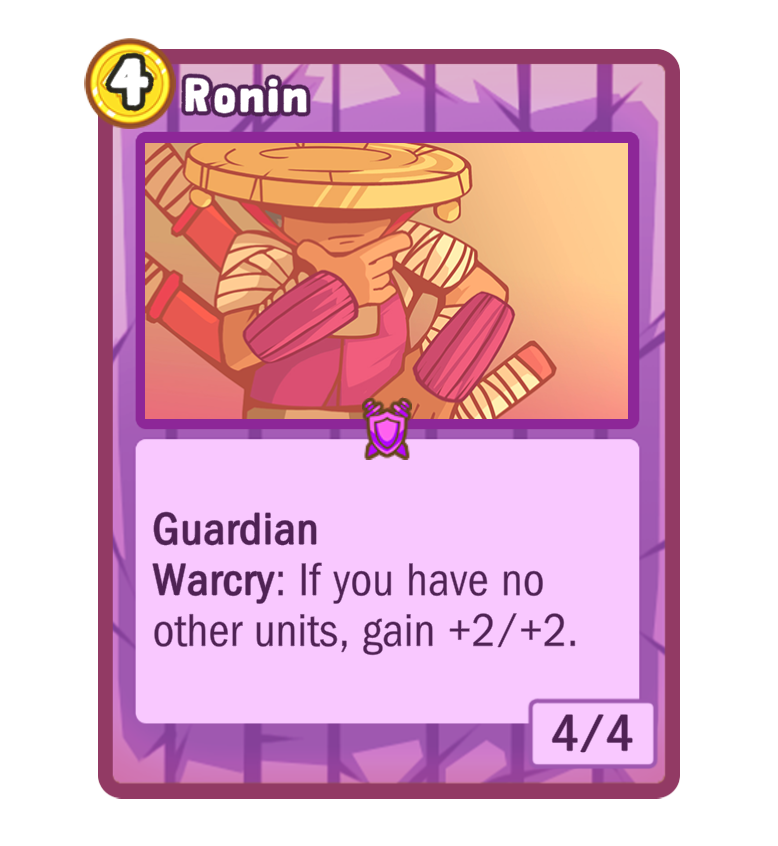 4
Ronin
Guardian
Warcry: If you have no
other units, gain +2/+2.
4/4